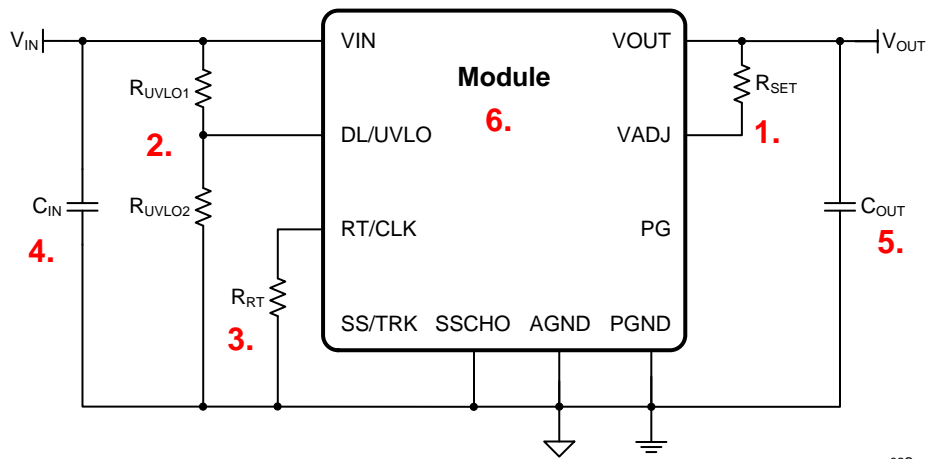 VIN
VIN
VOUT
VOUT
Module
RUVLO1
RSET
6.
2.
DL/UVLO
VADJ
1.
CIN
RUVLO2
RT/CLK
PG
COUT
4.
5.
RRT
3.
SS/TRK
SSCHO
AGND
PGND